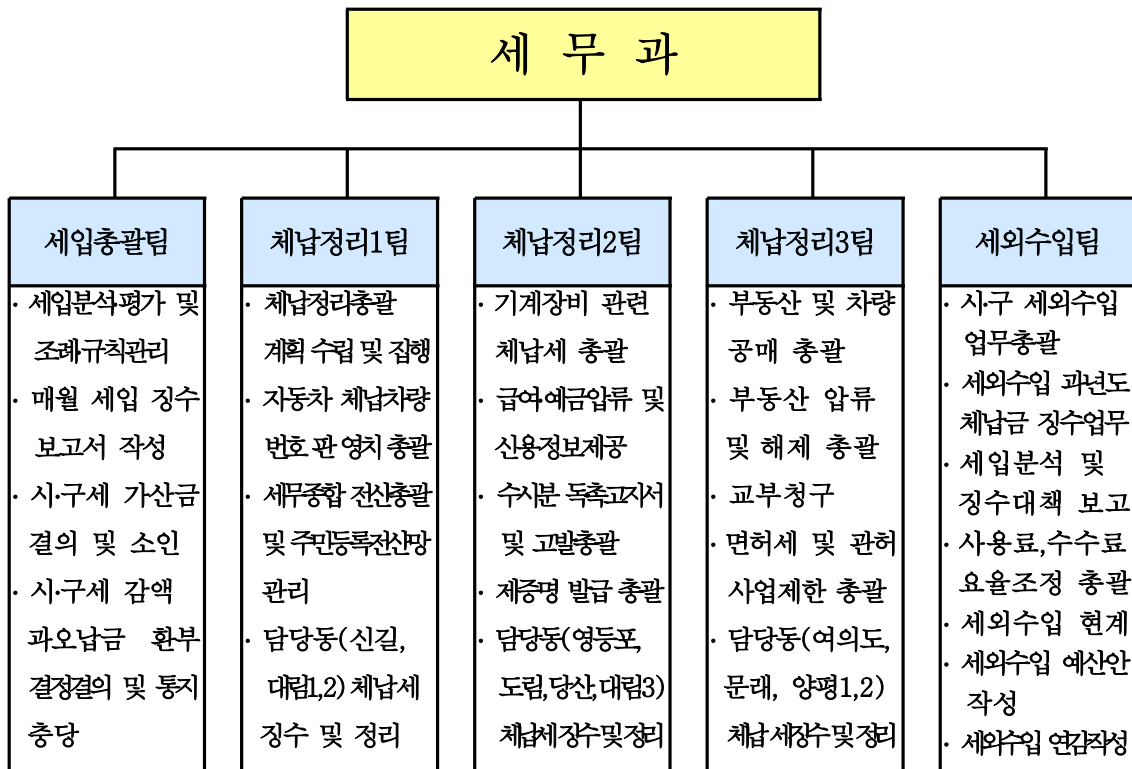 세 무 과
세입총괄팀
· 세입분석·평가 및
조례·규칙관리
· 매월 세입 징수
보고서 작성
· 시·구세 가산금
결의 및 소인
· 시·구세 감액
과오납금 환부
결정결의 및 통지
충당
체납정리1팀
· 체납정리총괄
계획 수립 및 집행
· 자동차 체납차량
번호 판 영치 총괄
· 세무종합 전산총괄
및 주민등록전산망
관리
· 담당동(신길,
대림1,2) 체납세
징수 및 정리
체납정리2팀
· 기계장비 관련
체납세 총괄
· 급여·예금압류 및
신용정보제공
· 수시분 독촉고지서
및 고발총괄
· 제증명 발급 총괄
· 담당동(영등포,
도림,당산,대림3)
체납세징수및정리
체납정리3팀
· 부동산 및 차량
공매 총괄
· 부동산 압류
및 해제 총괄
· 교부청구
· 면허세 및 관허
사업제한 총괄
· 담당동(여의도,
문래, 양평1,2)
체납 세징수및정리
세외수입팀
· 시·구 세외수입
업무총괄
· 세외수입 과년도
체납금 징수업무
· 세입분석 및
징수대책 보고
· 사용료,수수료
요율조정 총괄
· 세외수입 현계
· 세외수입 예산안
작성
· 세외수입 연감작성